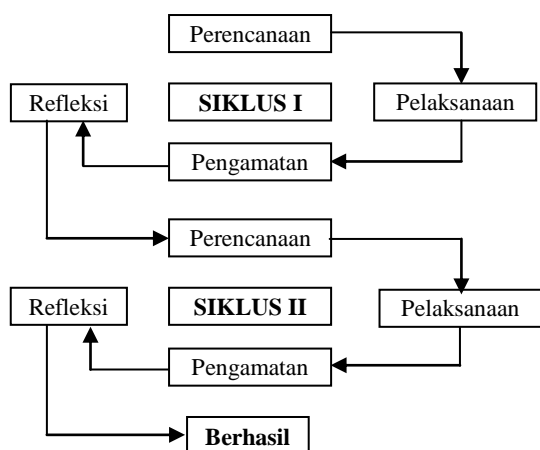 Perencanaan
Refleksi
SIKLUS I
Pelaksanaan
Pengamatan
Perencanaan
Refleksi
SIKLUS II
Pelaksanaan
Pengamatan
Berhasil